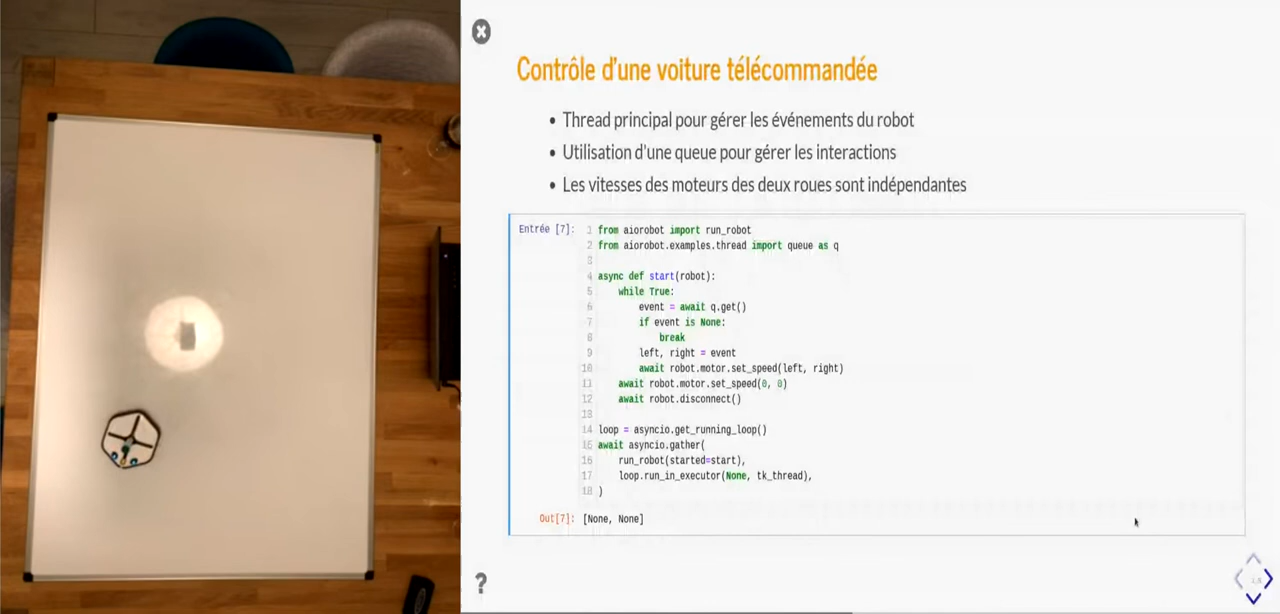 Contrôle d'une voiture télécommandée
• Thread principal pour gérer les événements du robot
• Utilisation d'une queue pour gérer les interactions
• Les vitesses des moteurs des deux roues sont indépendantes
Entrée [7]:
1 from aiorobot import run_robot
2 from aiorobot.examples.thread import queue as q
3
4 async def start(robot):
5 while True:
6 event = await q.get()
7 if event is None:
8 break
9 left, right = event
10 await robot.motor.set_speed(left, right)
11 await robot.motor.set_speed(0, 0)
12 await robot.disconnect()
13
14 loop = asyncio.get_running_loop()
15 await asyncio.gather(
16 run_robot(started=start),
17 loop.run_in_executor(None, tk_thread),
18 )
Out[7]: [None, None]
?